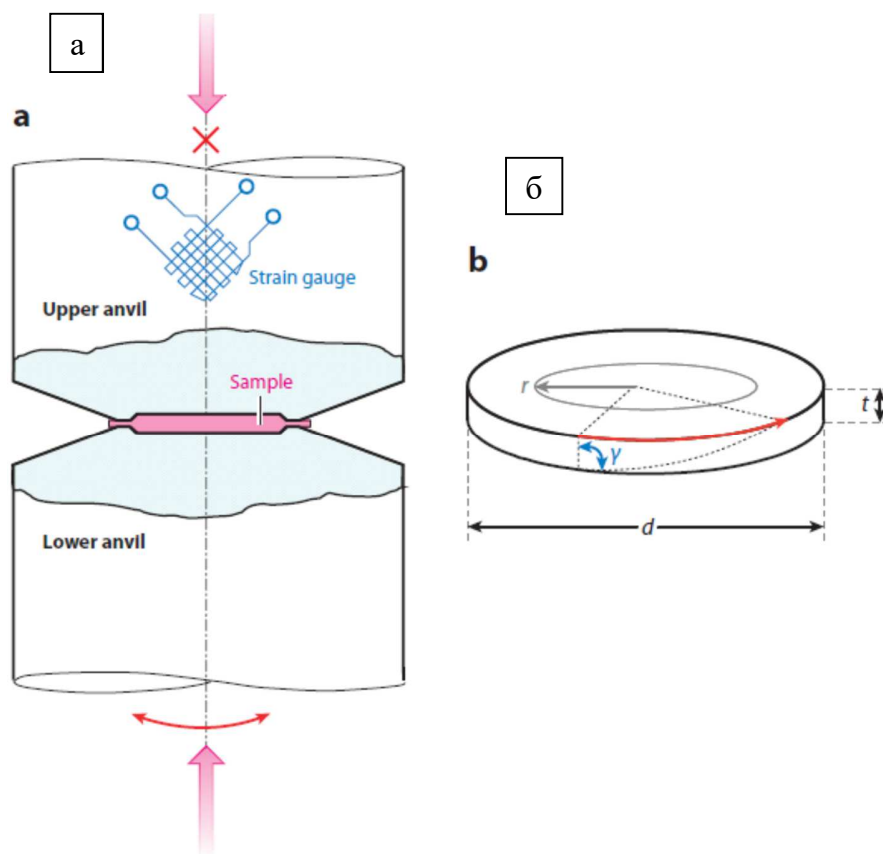 а
a
Strain gauge
Upper anvil
Sample
Lower anvil
б
b
r
t
γ
d